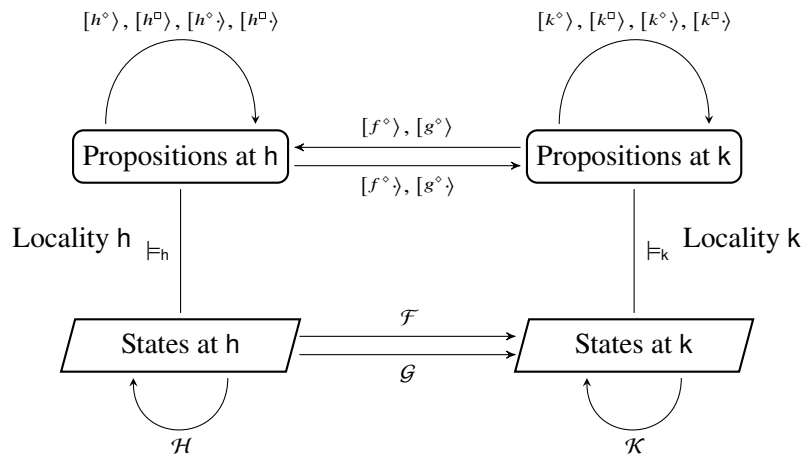 [h◇⟩, [h□⟩, [h◇·⟩, [h□·⟩ [k◇⟩, [k□⟩, [k◇·⟩, [k□·⟩
[f◇⟩, [g◇⟩
Propositions at h Propositions at k
[f◇·⟩, [g◇·⟩
Locality h ⊨h ⊨k Locality k
ℱ
States at h States at k
𝒢
ℋ 𝒦